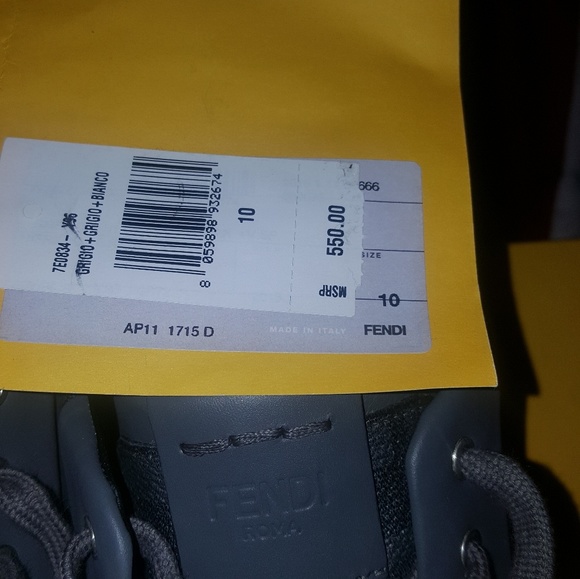 7E0834-
GRIGIO+GRIGIO+BIANCO
8 059898 932674
10
MSRP
550.00
666
SIZE
10
AP11 1715 D
MADE IN ITALY
FENDI
FENDI
ROMA